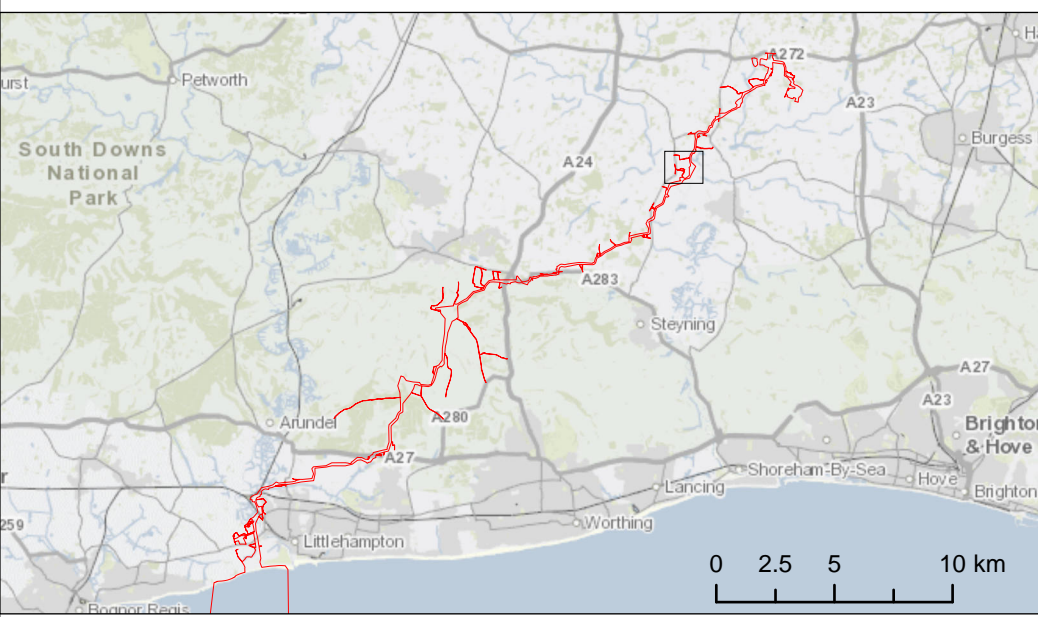 A272
Ha
urst
Petworth
A23
Burgess
South Downs
National
Park
A24
A283
Steyning
A27
A23
Arundel
A280
Brighton
& Hove
A27
r
Shoreham-By-Sea
Hove
Lancing
Brighton
259
Worthing
Littlehampton
0 2.5 5 10 km
Bognor Regis